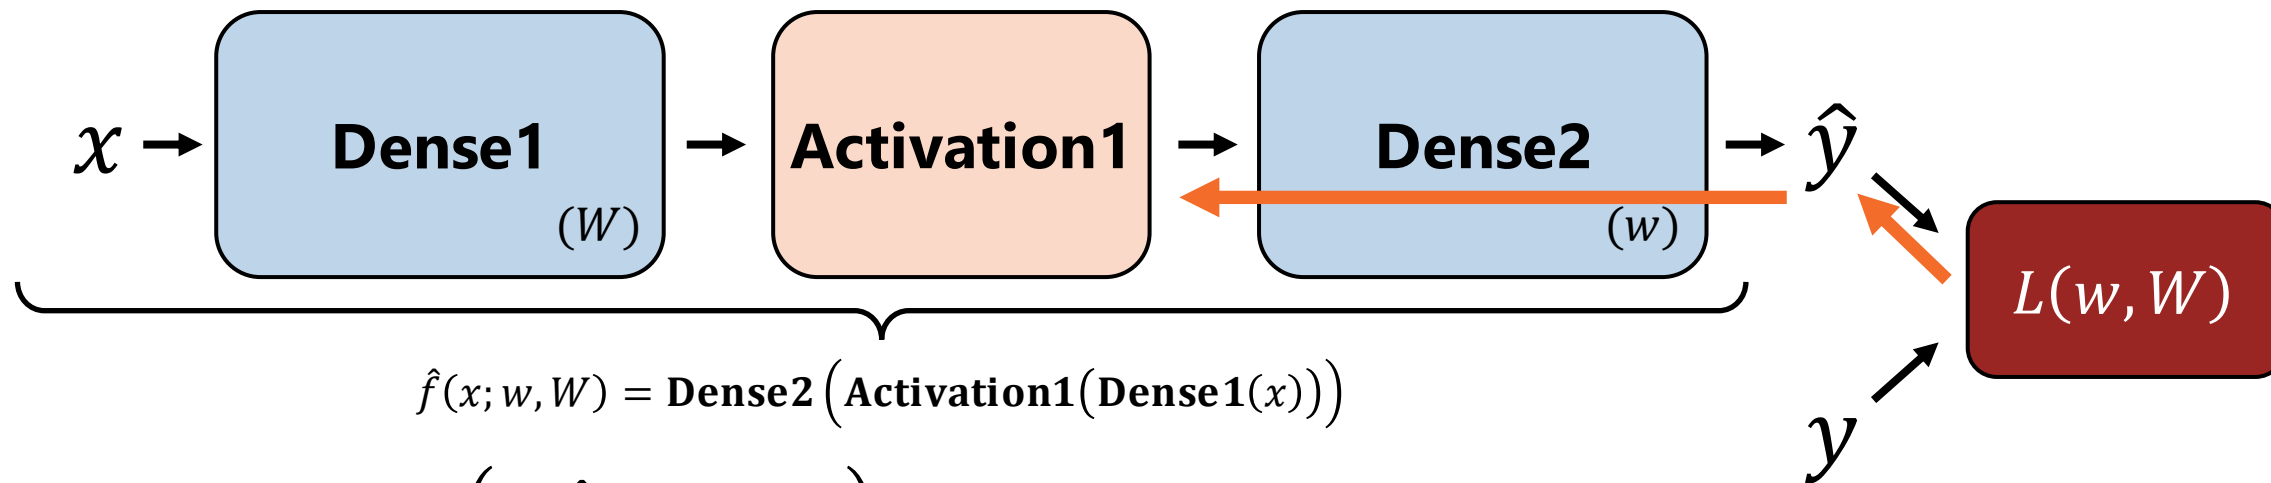 x Dense1 Activation1 Dense2 ŷ
(W) (w)
L(w, W)
f̂(x; w, W) = Dense2(Activation1(Dense1(x)))
y